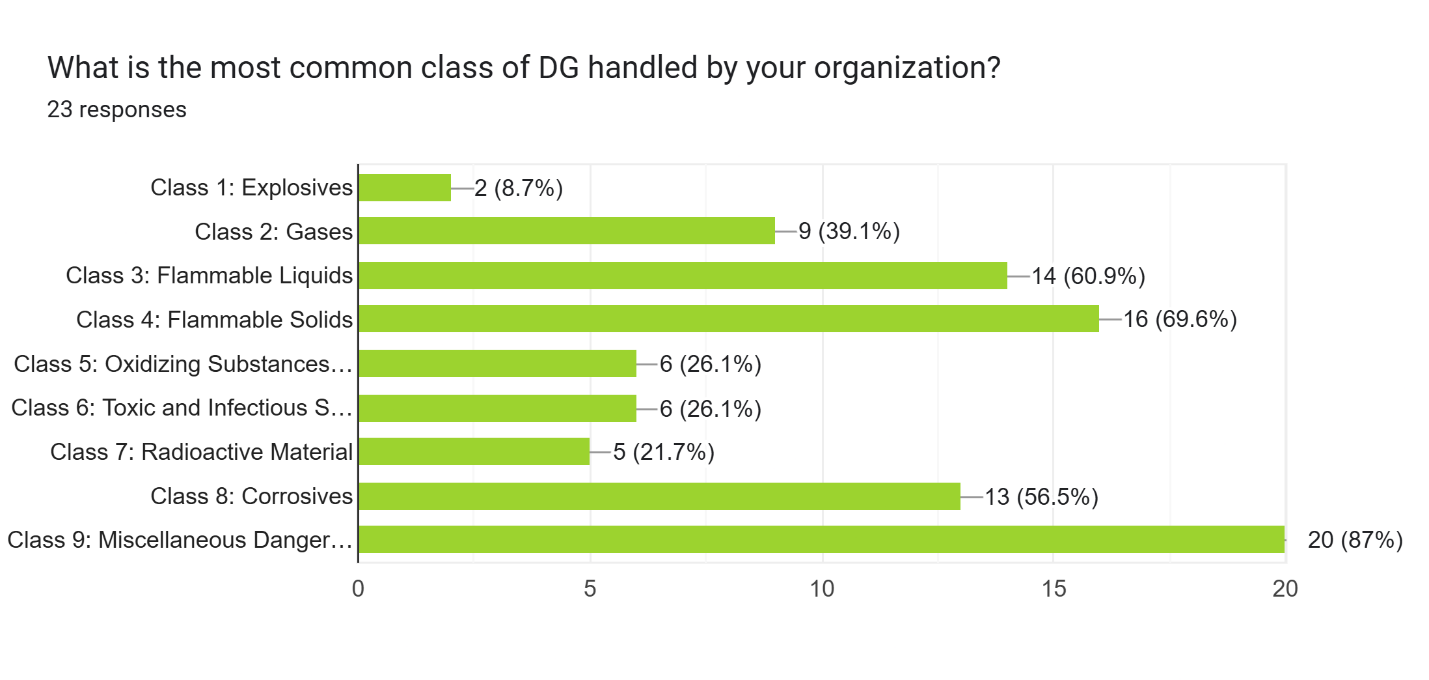 What is the most common class of DG handled by your organization?
23 responses
Class 1: Explosives 2 (8.7%)
Class 2: Gases 9 (39.1%)
Class 3: Flammable Liquids 14 (60.9%)
Class 4: Flammable Solids 16 (69.6%)
Class 5: Oxidizing Substances… 6 (26.1%)
Class 6: Toxic and Infectious S… 6 (26.1%)
Class 7: Radioactive Material 5 (21.7%)
Class 8: Corrosives 13 (56.5%)
Class 9: Miscellaneous Danger… 20 (87%)
0 5 10 15 20